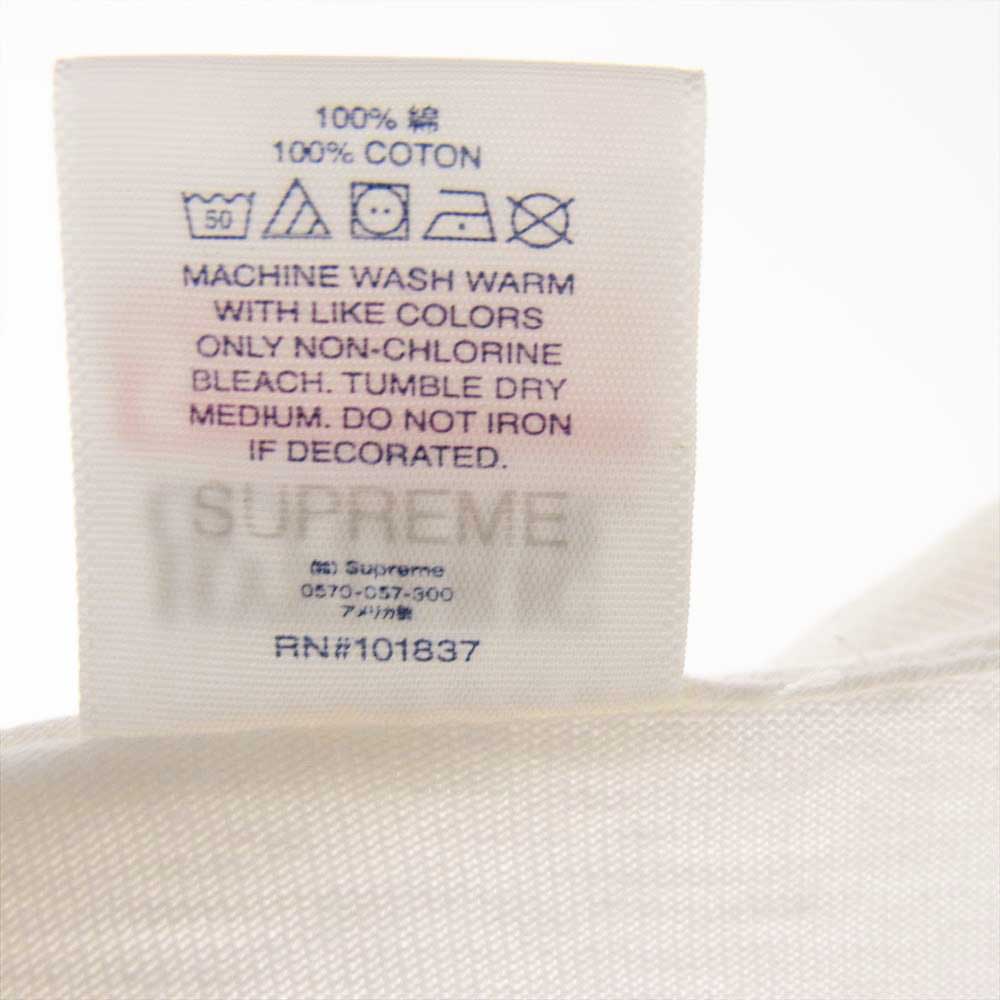 100% 綿
100% COTON
50
MACHINE WASH WARM
WITH LIKE COLORS
ONLY NON-CHLORINE
BLEACH. TUMBLE DRY
MEDIUM. DO NOT IRON
IF DECORATED.
SUPREME
(株) Supreme
0570-057-300
アメリカ製
RN#101837